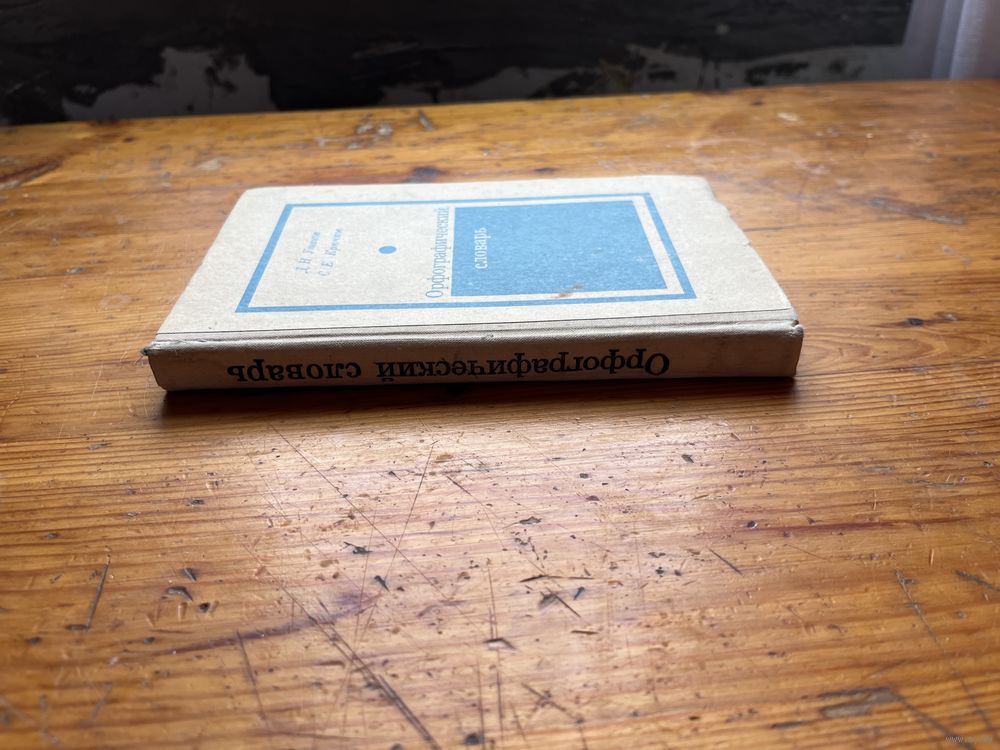 Д. Н. Ушаков
С. Е. Крючков
Орфографический
словарь
Орфографический словарь